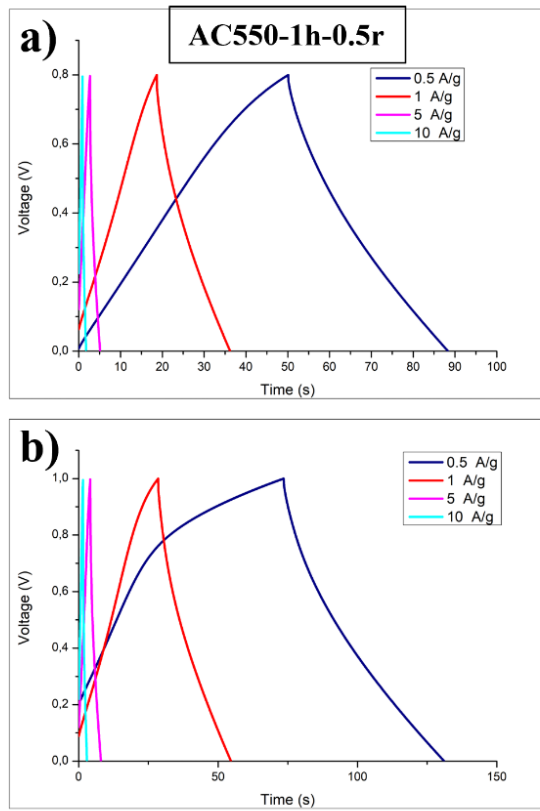 a)
AC550-1h-0.5r
0.5 A/g
1 A/g
5 A/g
10 A/g
0,8
0,6
0,4
0,2
0,0
Voltage (V)
0 10 20 30 40 50 60 70 80 90 100
Time (s)
b)
0.5 A/g
1 A/g
5 A/g
10 A/g
1,0
0,8
0,6
0,4
0,2
0,0
Voltage (V)
0 25 50 75 100 150
Time (s)